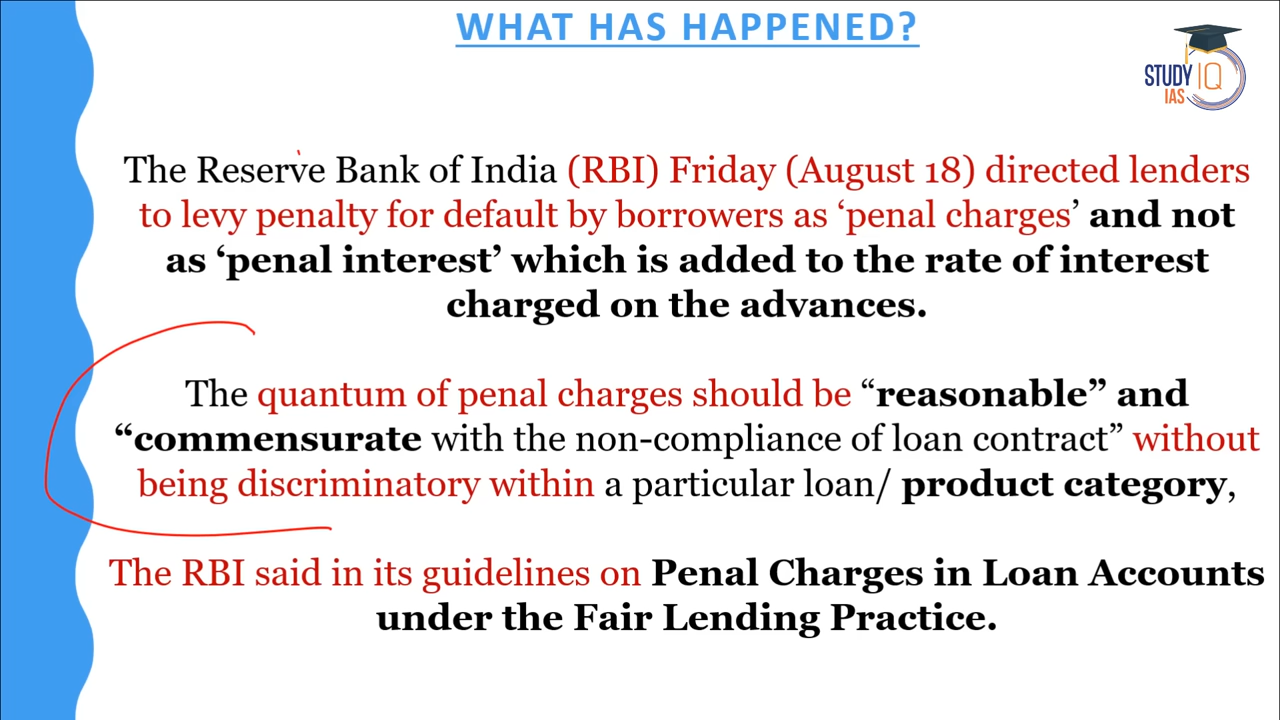 WHAT HAS HAPPENED?
STUDY IQ
IAS
The Reserve Bank of India (RBI) Friday (August 18) directed lenders
to levy penalty for default by borrowers as ‘penal charges’ and not
as ‘penal interest’ which is added to the rate of interest
charged on the advances.
The quantum of penal charges should be “reasonable” and
“commensurate with the non-compliance of loan contract” without
being discriminatory within a particular loan/ product category,
The RBI said in its guidelines on Penal Charges in Loan Accounts
under the Fair Lending Practice.